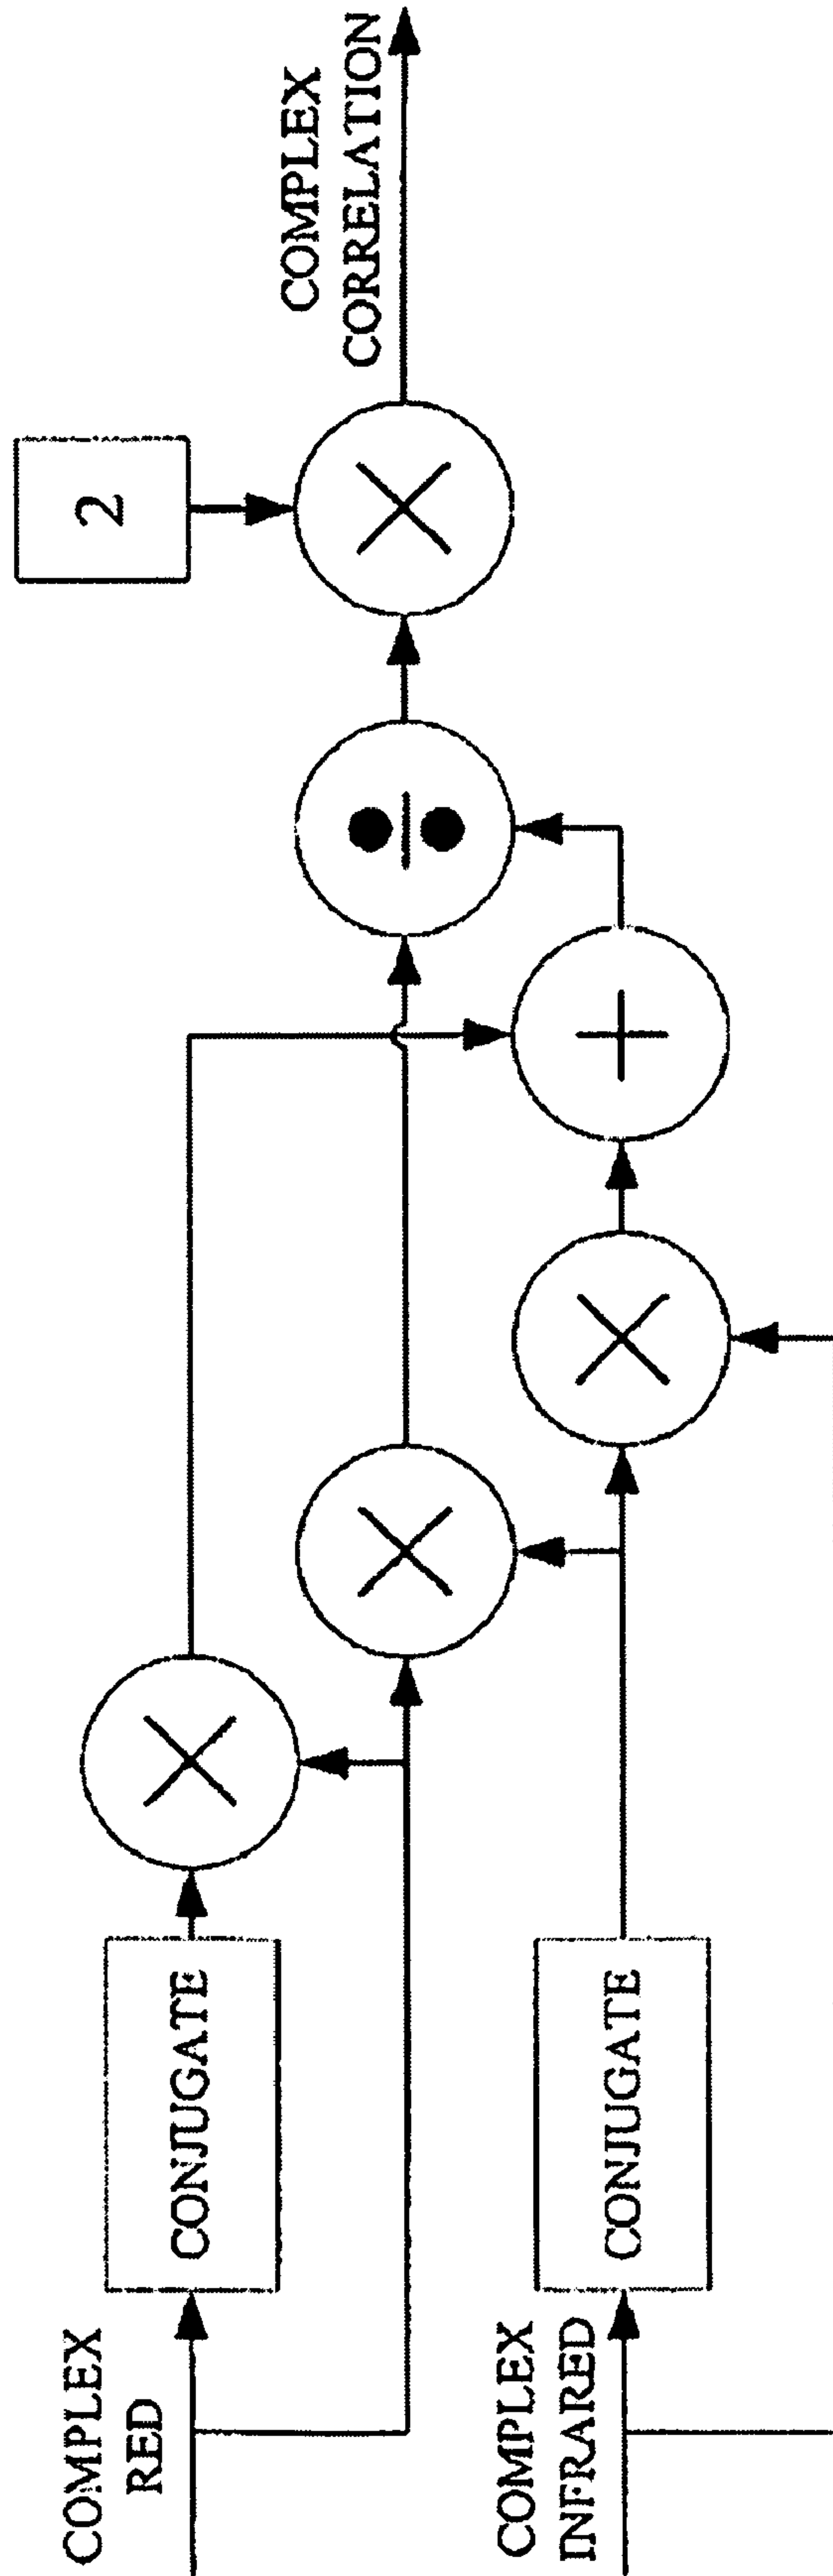 COMPLEX
RED
CONJUGATE
COMPLEX
INFRARED
CONJUGATE
2
COMPLEX
CORRELATION